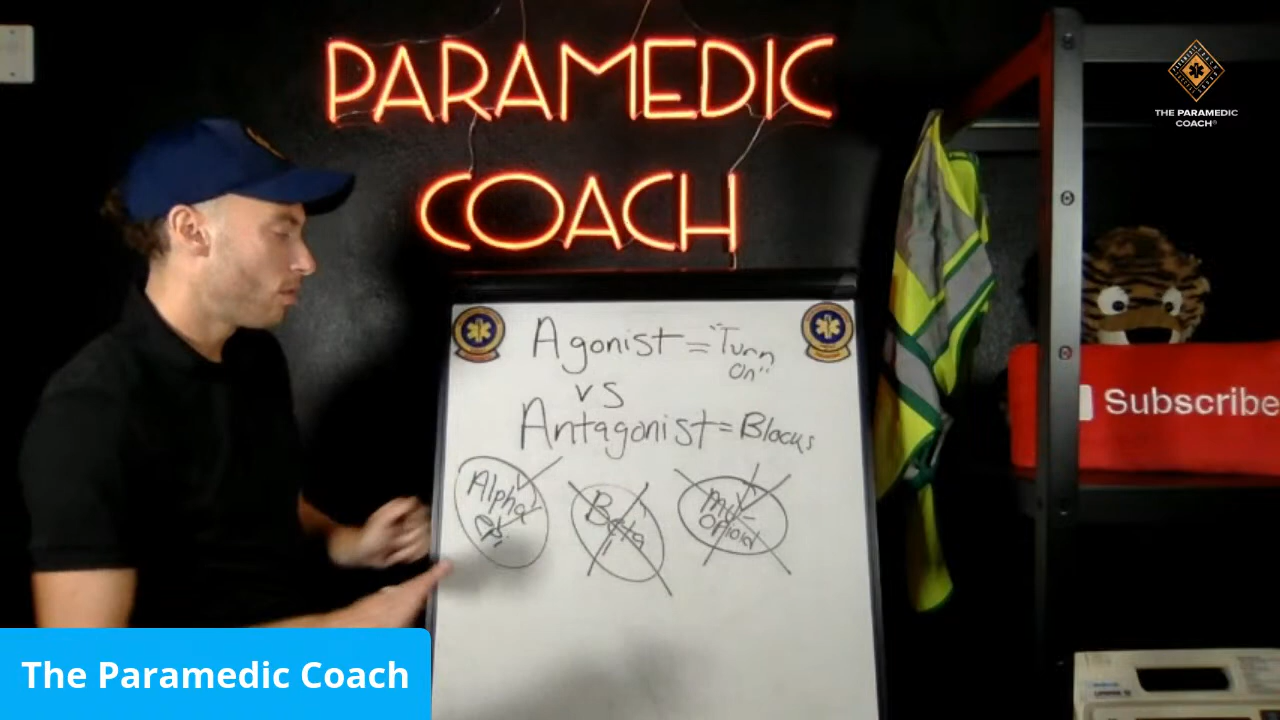 PARAMEDIC
COACH
THE PARAMEDIC
COACH®
Agonist = "Turn
On"
vs
Antagonist = Blocks
Alpha
Epi
Beta
Mu-
opioid
Subscribe
The Paramedic Coach